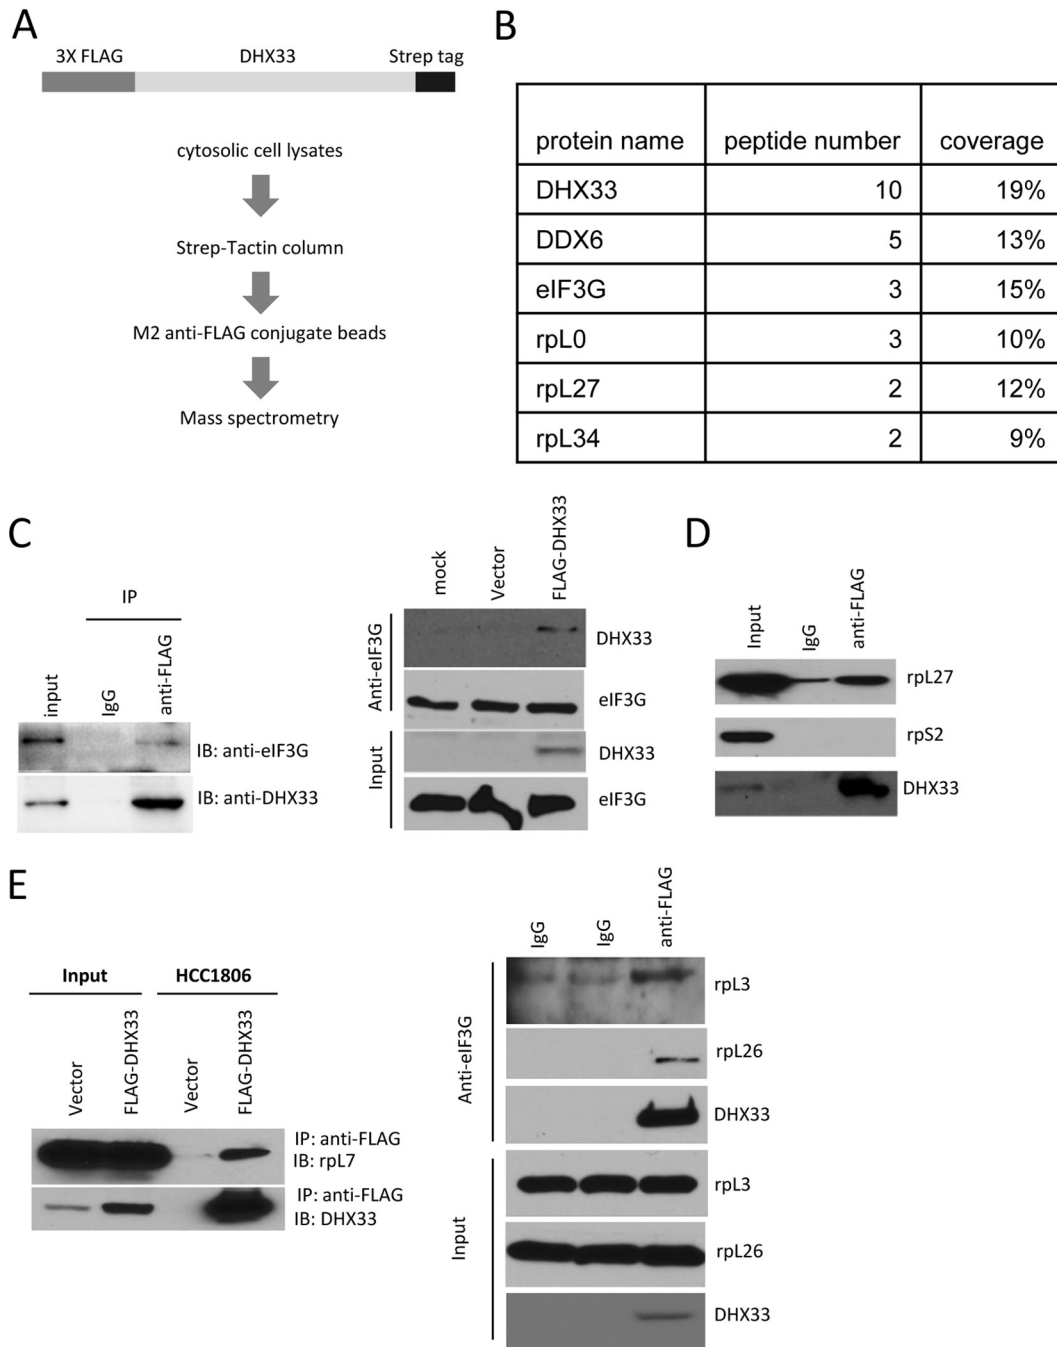 A
3X FLAG DHX33 Strep tag
cytosolic cell lysates
Strep-Tactin column
M2 anti-FLAG conjugate beads
Mass spectrometry
B
protein name peptide number coverage
DHX33 10 19%
DDX6 5 13%
eIF3G 3 15%
rpL0 3 10%
rpL27 2 12%
rpL34 2 9%
C
IP
input IgG anti-FLAG
IB: anti-eIF3G
IB: anti-DHX33
mock Vector FLAG-DHX33
Anti-eIF3G
DHX33
eIF3G
Input
DHX33
eIF3G
D
Input IgG anti-FLAG
rpL27
rpS2
DHX33
E
Input HCC1806
Vector FLAG-DHX33 Vector FLAG-DHX33
IP: anti-FLAG
IB: rpL7
IP: anti-FLAG
IB: DHX33
IgG IgG anti-FLAG
Anti-eIF3G
rpL3
rpL26
DHX33
Input
rpL3
rpL26
DHX33